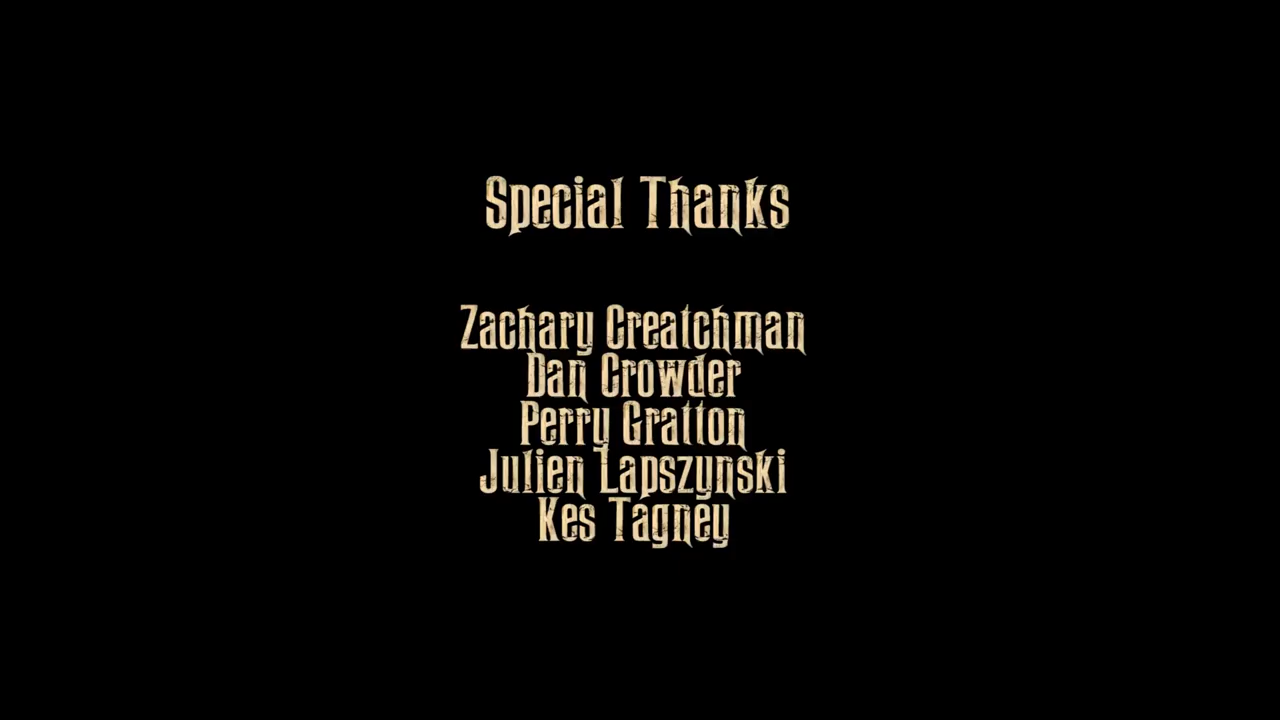 Special Thanks
Zachary Creatchman
Dan Crowder
Perry Gratton
Julien Lapszynski
Kes Tagney